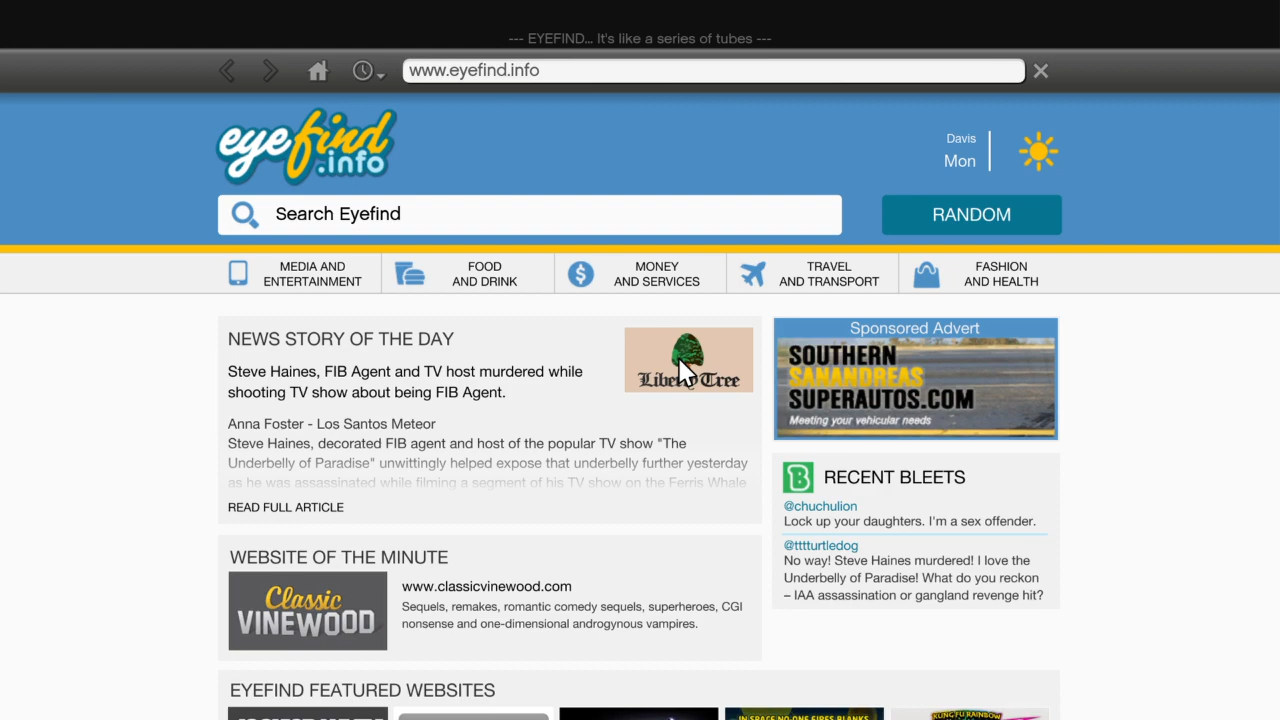 --- EYEFIND... It's like a series of tubes ---
www.eyefind.info
eyefind
.info
Davis
Mon
Search Eyefind
RANDOM
MEDIA AND
ENTERTAINMENT
FOOD
AND DRINK
MONEY
AND SERVICES
TRAVEL
AND TRANSPORT
FASHION
AND HEALTH
NEWS STORY OF THE DAY
Steve Haines, FIB Agent and TV host murdered while
shooting TV show about being FIB Agent.
Liberty Tree
Anna Foster - Los Santos Meteor
Steve Haines, decorated FIB agent and host of the popular TV show "The
Underbelly of Paradise" unwittingly helped expose that underbelly further yesterday
as he was assassinated while filming a segment of his TV show on the Ferris Whale
READ FULL ARTICLE
Sponsored Advert
SOUTHERN
SANANDREAS
SUPERAUTOS.COM
Meeting your vehicular needs
RECENT BLEETS
@chuchulion
Lock up your daughters. I'm a sex offender.
@tttturtledog
No way! Steve Haines murdered! I love the
Underbelly of Paradise! What do you reckon
– IAA assassination or gangland revenge hit?
WEBSITE OF THE MINUTE
Classic
VINEWOOD
www.classicvinewood.com
Sequels, remakes, romantic comedy sequels, superheroes, CGI
nonsense and one-dimensional androgynous vampires.
EYEFIND FEATURED WEBSITES
IN SPACE NO-ONE FIRES BLANKS
KUNG FU RAINBOW